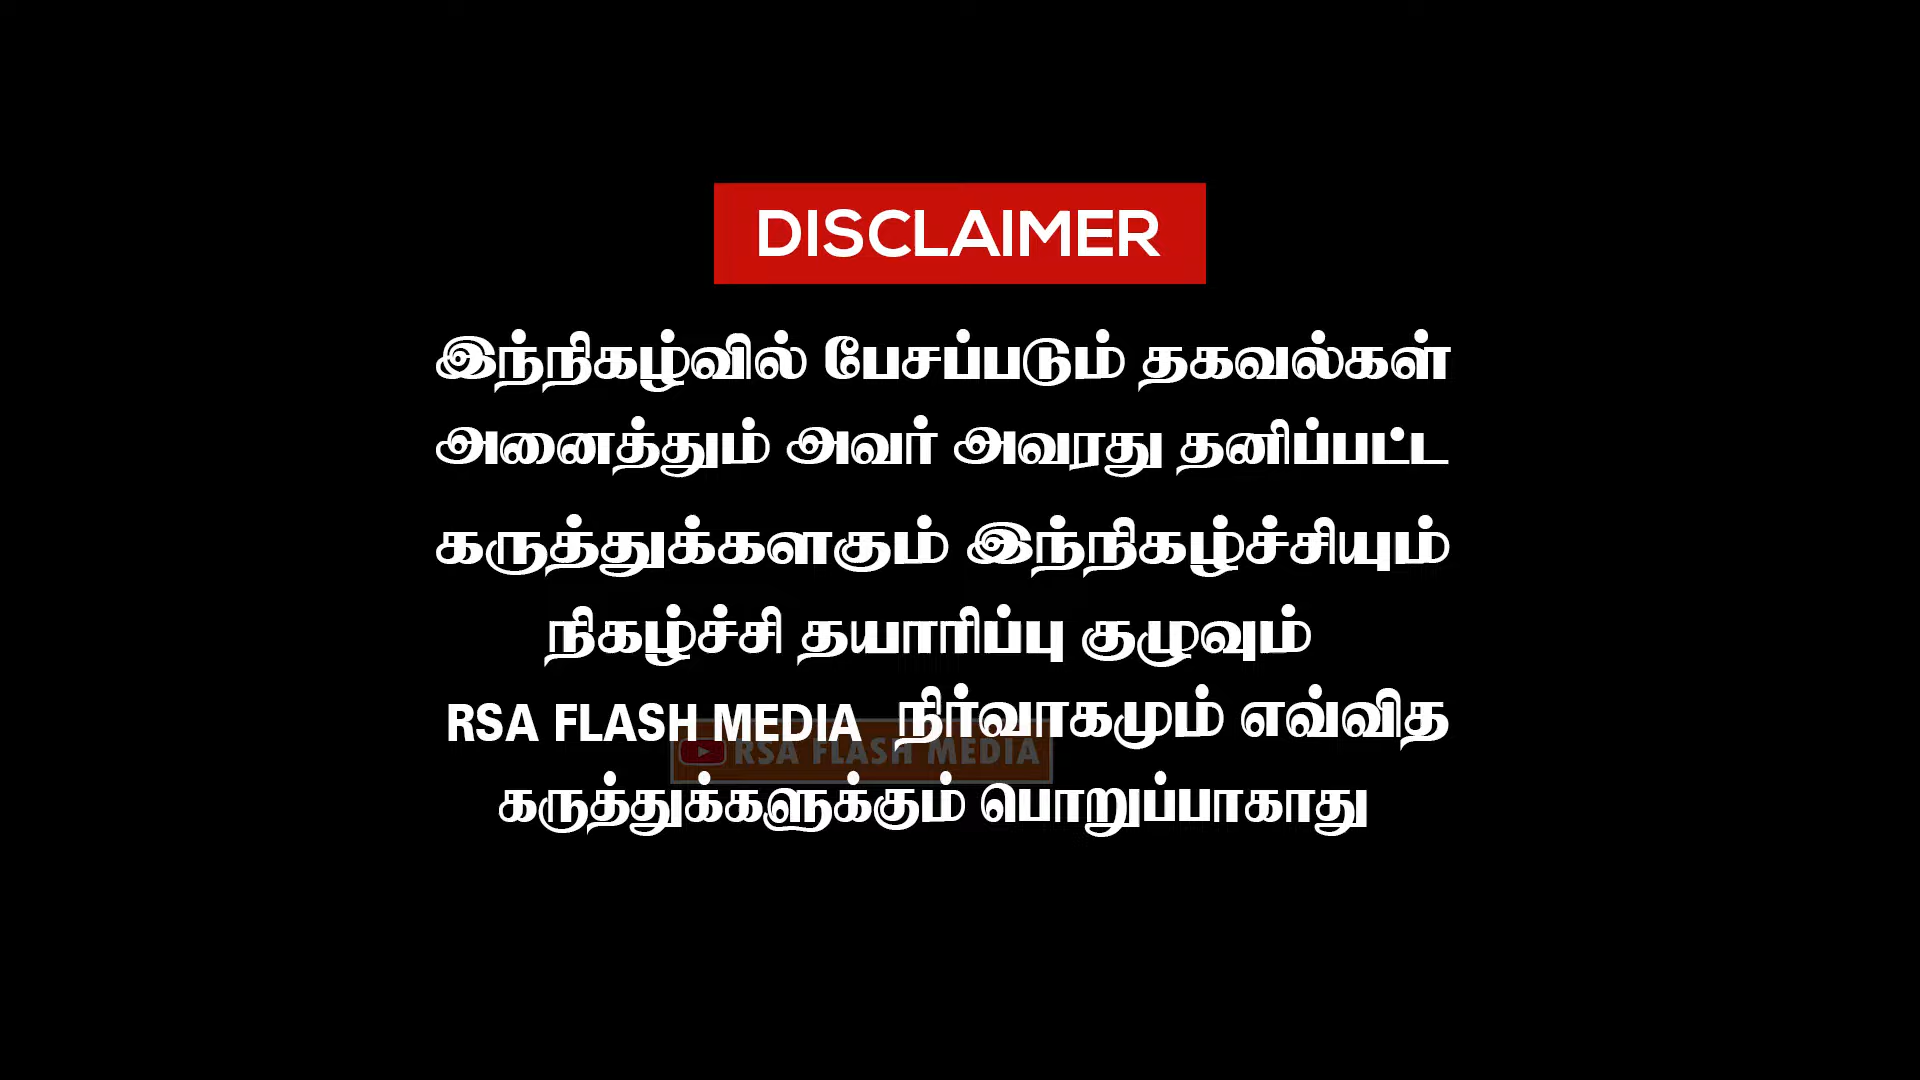 DISCLAIMER
இந்நிகழ்வில் பேசப்படும் தகவல்கள்
அனைத்தும் அவர் அவரது தனிப்பட்ட
கருத்துக்களகும் இந்நிகழ்ச்சியும்
நிகழ்ச்சி தயாரிப்பு குழுவும்
RSA FLASH MEDIA நிர்வாகமும் எவ்வித
RSA FLASH MEDIA
கருத்துக்களுக்கும் பொறுப்பாகாது